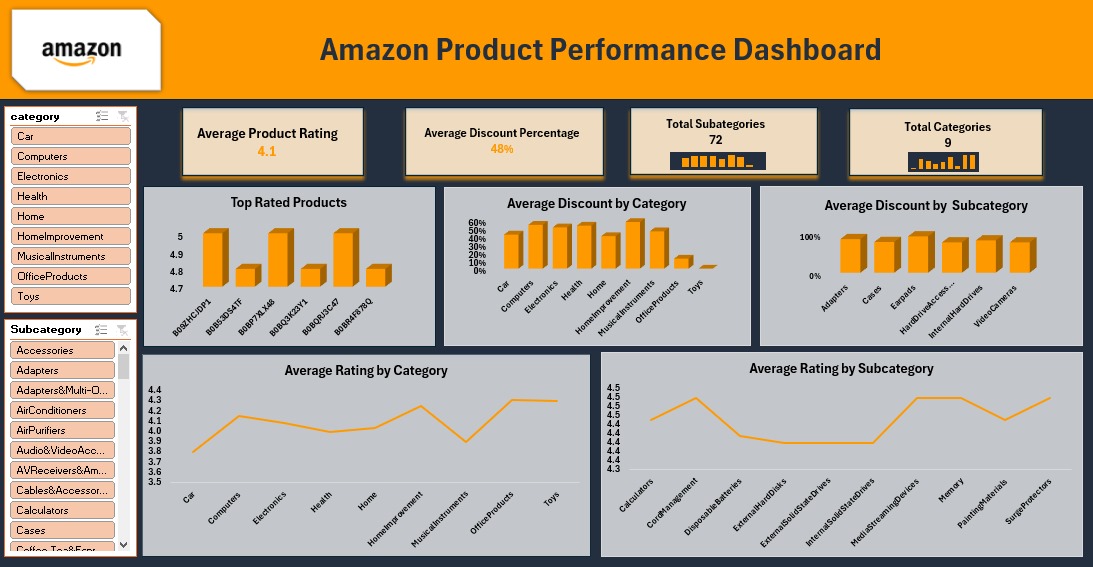 amazon
Amazon Product Performance Dashboard
category
Car
Computers
Electronics
Health
Home
HomeImprovement
MusicalInstruments
OfficeProducts
Toys
Subcategory
Accessories
Adapters
Adapters&Multi-O...
AirConditioners
AirPurifiers
Audio&VideoAcc...
AVReceivers&Am...
Cables&Accessor...
Calculators
Cases
Average Product Rating
4.1
Average Discount Percentage
48%
Total Subategories
72
Total Categories
9
Top Rated Products
5
4.9
4.8
4.7
B09ZHCJDP1
B0B53DS4TF
B0BP7XLX48
B0BQ3K23Y1
B0BQRJ3C47
B0BR4F878Q
Average Discount by Category
60%
50%
40%
30%
20%
10%
0%
Car
Computers
Electronics
Health
Home
HomeImprovement
MusicalInstruments
OfficeProducts
Toys
Average Discount by Subcategory
100%
0%
Adapters
Cases
Earpads
HardDriveAccess...
InternalHardDrives
VideoCameras
Average Rating by Category
4.4
4.3
4.2
4.1
4.0
3.9
3.8
3.7
3.6
3.5
Car
Computers
Electronics
Health
Home
HomeImprovement
MusicalInstruments
OfficeProducts
Toys
Average Rating by Subcategory
4.5
4.5
4.5
4.4
4.4
4.4
4.4
4.4
4.3
Calculators
CordManagement
DisposableBatteries
ExternalHardDisks
ExternalSolidStateDrives
InternalSolidStateDrives
MediaStreamingDevices
Memory
PaintingMaterials
SurgeProtectors